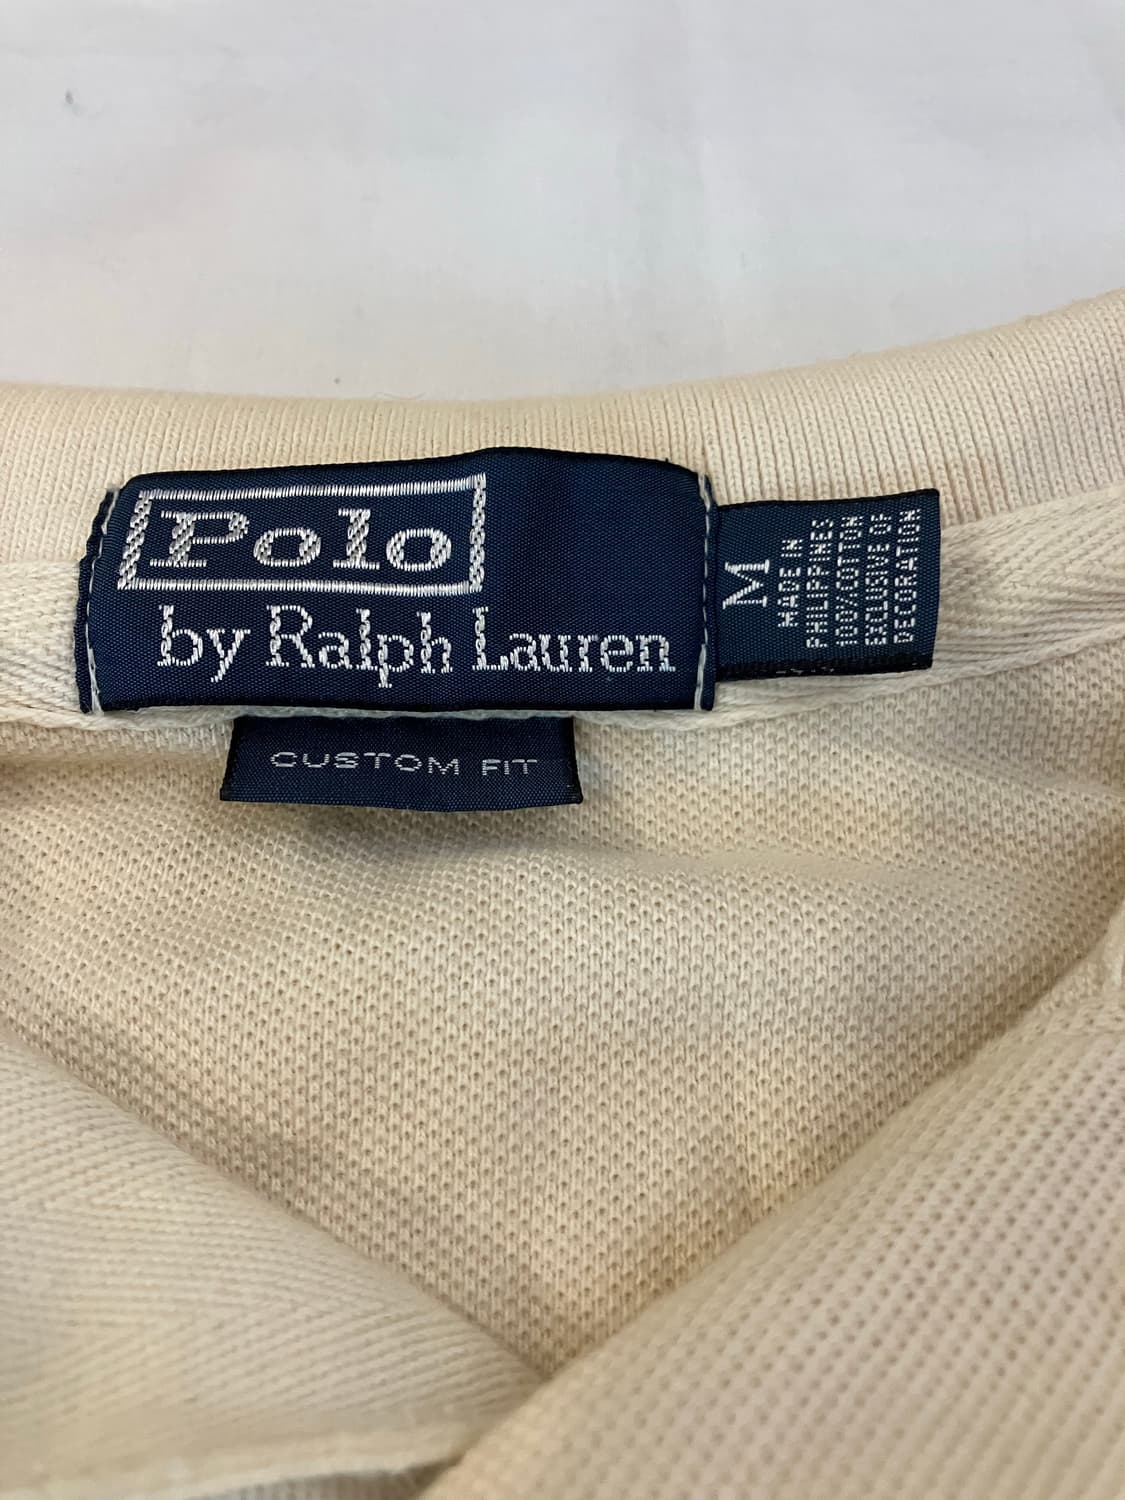 Polo
by Ralph Lauren
CUSTOM FIT
M
MADE IN
PHILIPPINES
100% COTTON
EXCLUSIVE OF
DECORATION